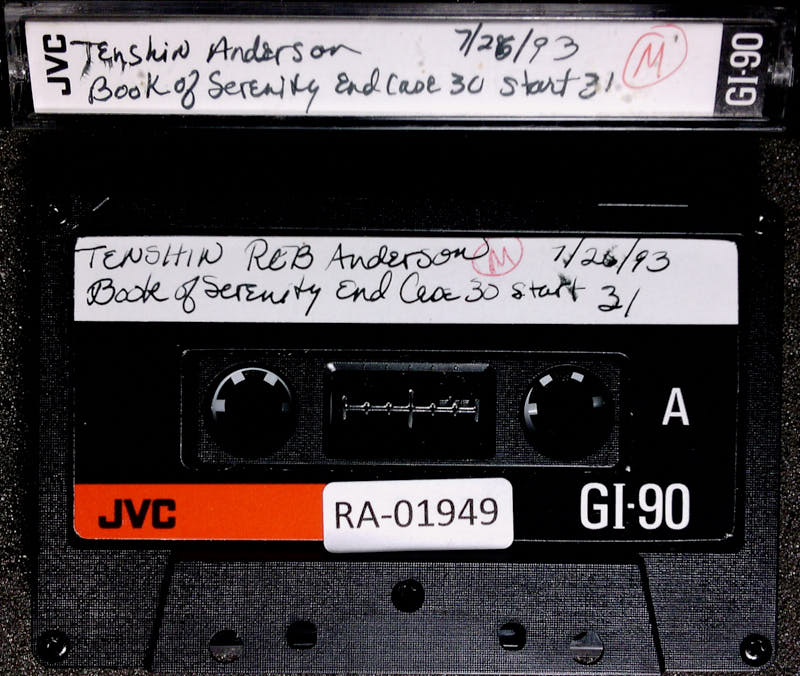 JVC
Tenshin Anderson 7/26/93 M
Book of Serenity End Case 30 start 31
GI-90
TENSHIN REB Anderson M 7/26/93
Book of Serenity End Case 30 start 31
A
JVC
RA-01949
GI-90